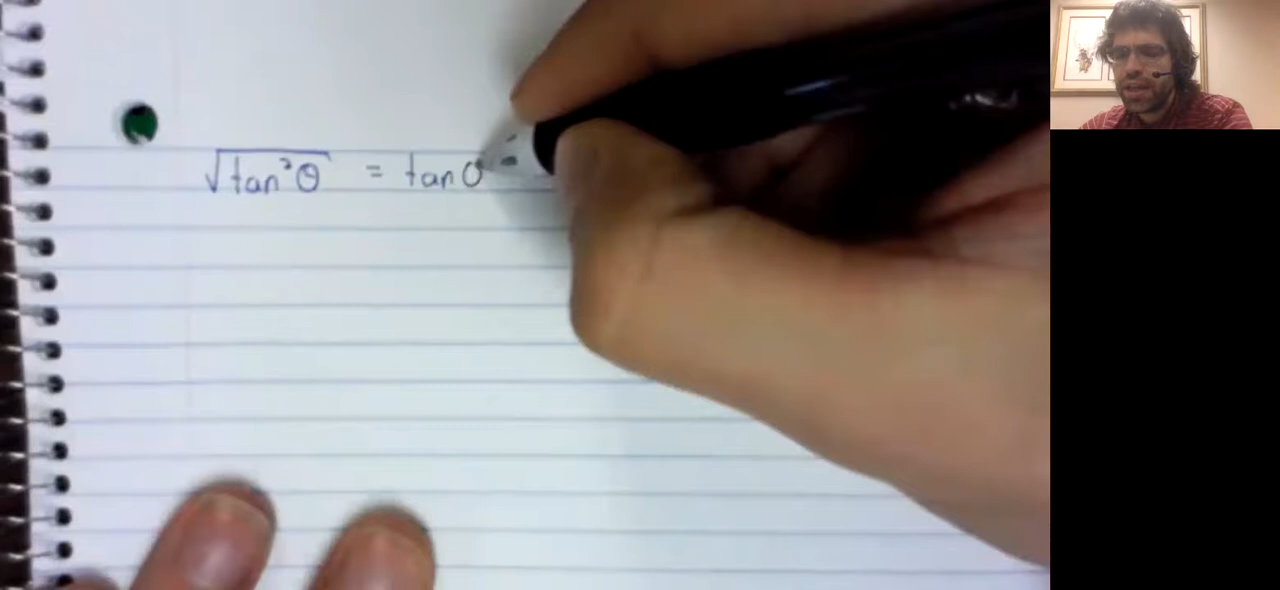 √tan²θ = tanθ